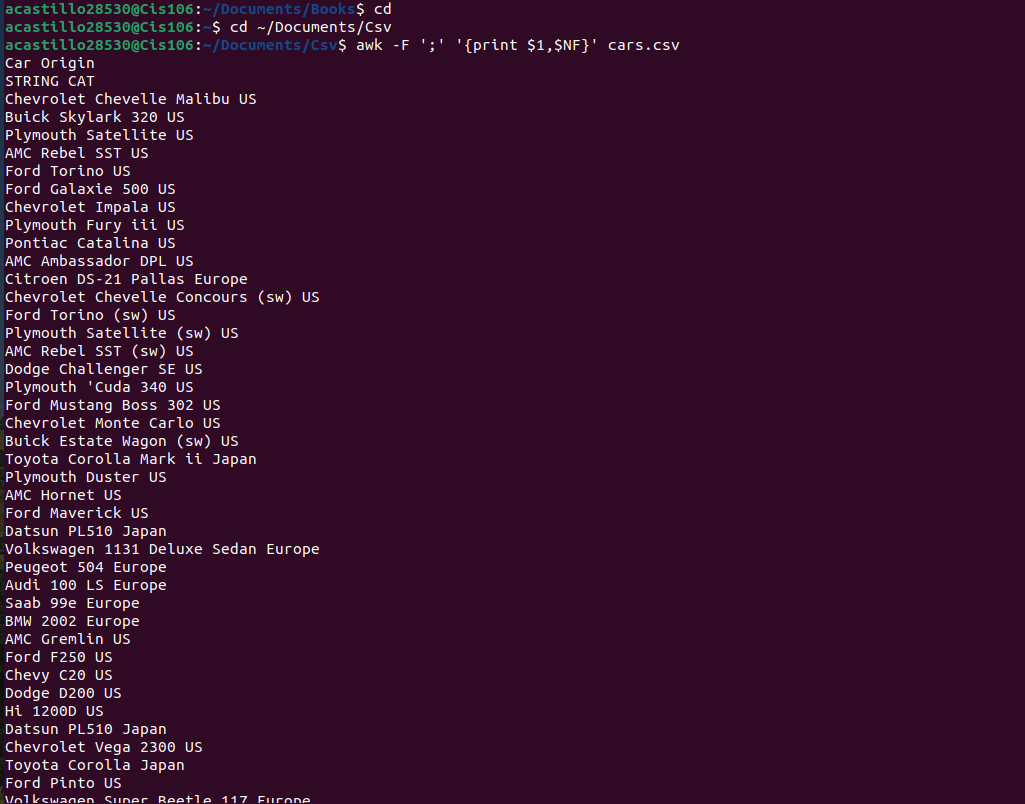 acastillo28530@Cis106:~/Documents/Books$ cd
acastillo28530@Cis106:~$ cd ~/Documents/Csv
acastillo28530@Cis106:~/Documents/Csv$ awk -F ';' '{print $1,$NF}' cars.csv
Car Origin
STRING CAT
Chevrolet Chevelle Malibu US
Buick Skylark 320 US
Plymouth Satellite US
AMC Rebel SST US
Ford Torino US
Ford Galaxie 500 US
Chevrolet Impala US
Plymouth Fury iii US
Pontiac Catalina US
AMC Ambassador DPL US
Citroen DS-21 Pallas Europe
Chevrolet Chevelle Concours (sw) US
Ford Torino (sw) US
Plymouth Satellite (sw) US
AMC Rebel SST (sw) US
Dodge Challenger SE US
Plymouth 'Cuda 340 US
Ford Mustang Boss 302 US
Chevrolet Monte Carlo US
Buick Estate Wagon (sw) US
Toyota Corolla Mark ii Japan
Plymouth Duster US
AMC Hornet US
Ford Maverick US
Datsun PL510 Japan
Volkswagen 1131 Deluxe Sedan Europe
Peugeot 504 Europe
Audi 100 LS Europe
Saab 99e Europe
BMW 2002 Europe
AMC Gremlin US
Ford F250 US
Chevy C20 US
Dodge D200 US
Hi 1200D US
Datsun PL510 Japan
Chevrolet Vega 2300 US
Toyota Corolla Japan
Ford Pinto US
Volkswagen Super Beetle 117 Europe